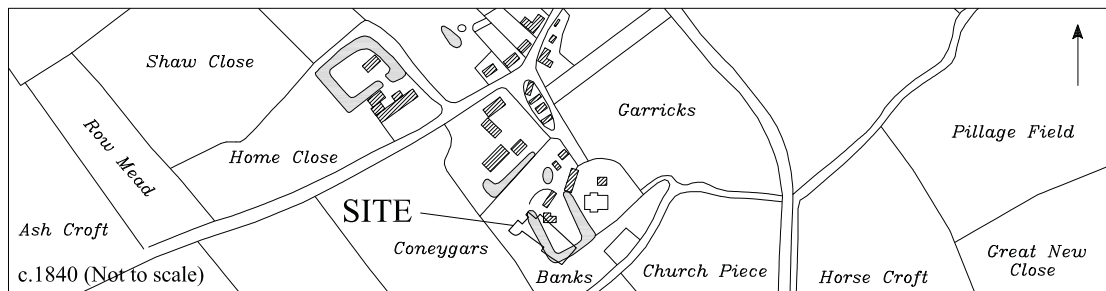 Shaw Close
Garricks
Pillage Field
Row Mead
Home Close
SITE
Ash Croft
Coneygars
Great New
Close
c.1840 (Not to scale)
Banks
Church Piece
Horse Croft